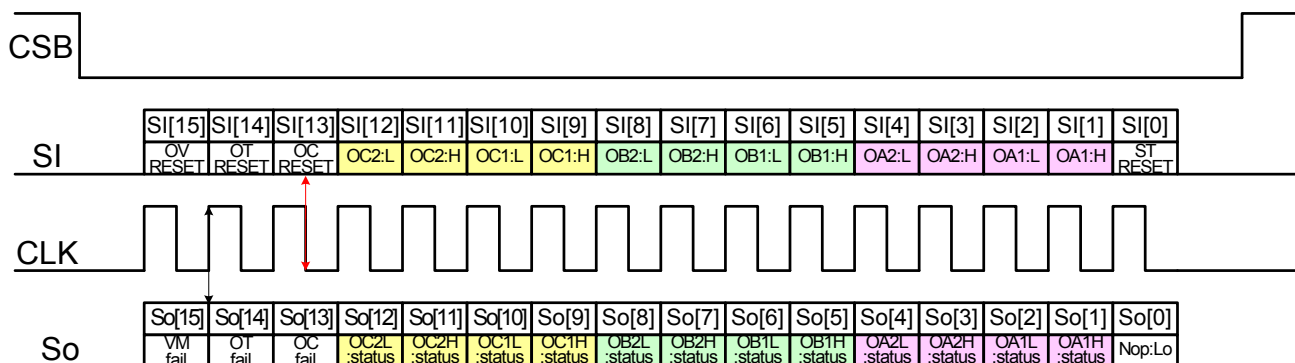 CSB
SI[15] SI[14] SI[13] SI[12] SI[11] SI[10] SI[9] SI[8] SI[7] SI[6] SI[5] SI[4] SI[3] SI[2] SI[1] SI[0]
SI
OV RESET OT RESET OC RESET OC2:L OC2:H OC1:L OC1:H OB2:L OB2:H OB1:L OB1:H OA2:L OA2:H OA1:L OA1:H ST RESET
CLK
So[15] So[14] So[13] So[12] So[11] So[10] So[9] So[8] So[7] So[6] So[5] So[4] So[3] So[2] So[1] So[0]
So
VM fail OT fail OC fail OC2L :status OC2H :status OC1L :status OC1H :status OB2L :status OB2H :status OB1L :status OB1H :status OA2L :status OA2H :status OA1L :status OA1H :status Nop:Lo